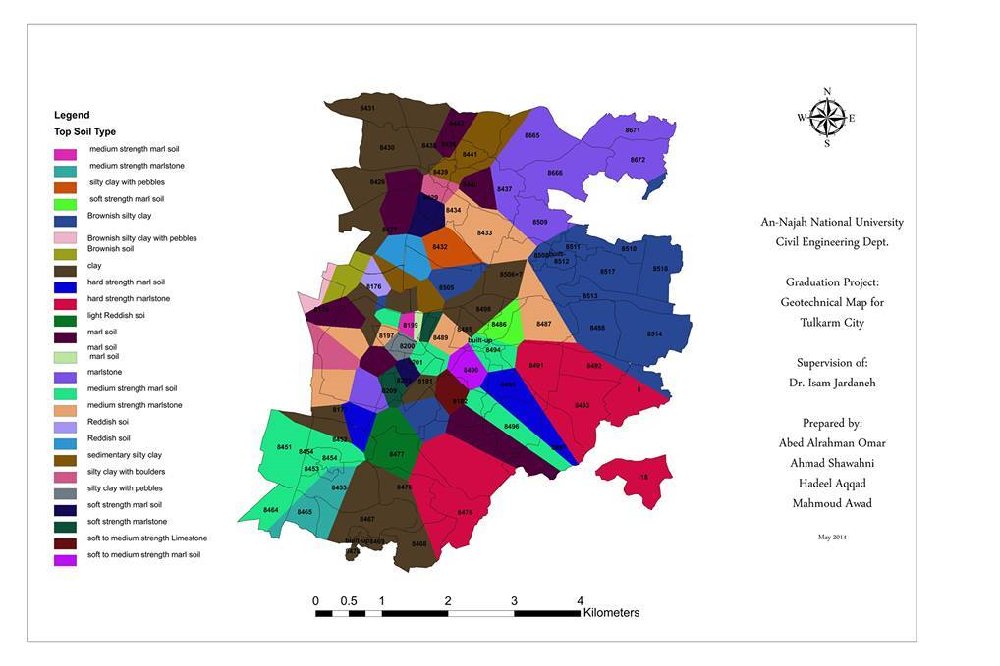 Legend
Top Soil Type
medium strength marl soil
medium strength marlstone
silty clay with pebbles
soft strength marl soil
Brownish silty clay
Brownish silty clay with pebbles
Brownish soil
clay
hard strength marl soil
hard strength marlstone
light Reddish soi
marl soil
marl soil
marl soil
marlstone
medium strength marl soil
medium strength marlstone
Reddish soi
Reddish soil
sedimentary silty clay
silty clay with boulders
silty clay with pebbles
soft strength marl soil
soft strength marlstone
soft to medium strength Limestone
soft to medium strength marl soil
8431
8430
8441
8439
8426
8665
8671
8672
8666
8437
8434
8433
8509
8432
8512
8510
8517
8518
8513
8506+7
8505
8176
8498
8486
8487
8488
8514
8199
8197
8200
8489
built-up
8494
8490
8491
8492
8
8493
8181
8209
8496
8451
8454
8454
8453
8477
8455
8476
8464
8465
8467
8468
8478
18
N
W
E
S
An-Najah National University
Civil Engineering Dept.
Graduation Project:
Geotechnical Map for
Tulkarm City
Supervision of:
Dr. Isam Jardaneh
Prepared by:
Abed Alrahman Omar
Ahmad Shawahni
Hadeel Aqqad
Mahmoud Awad
May 2014
0 0.5 1 2 3 4
Kilometers